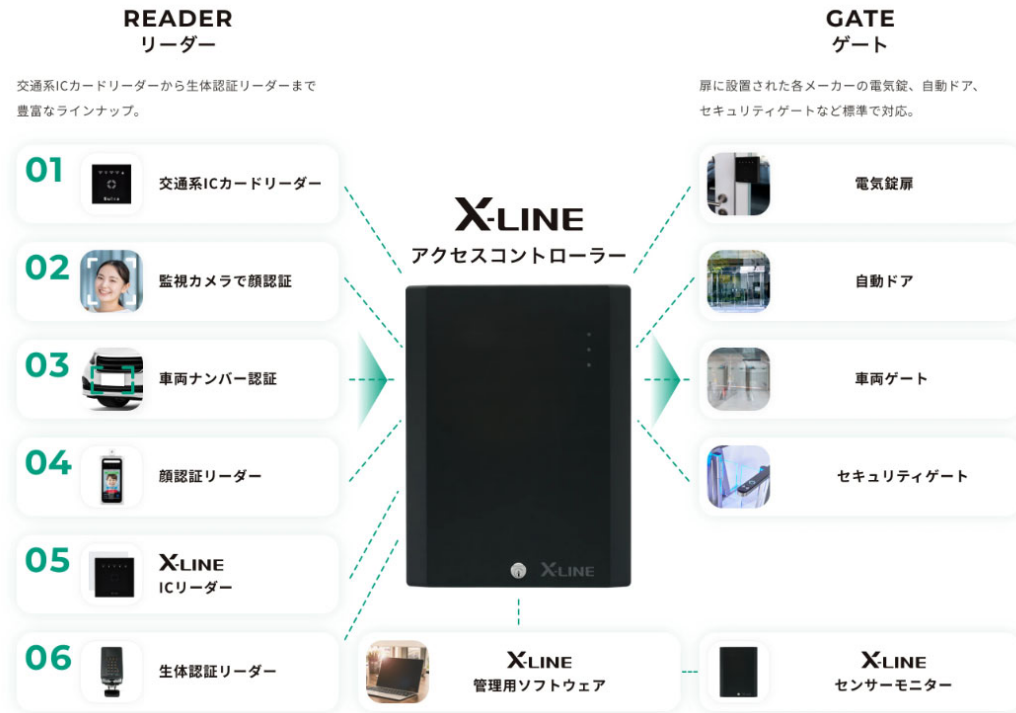 READER
リーダー
交通系ICカードリーダーから生体認証リーダーまで
豊富なラインナップ。
01
交通系ICカードリーダー
02
監視カメラで顔認証
03
車両ナンバー認証
04
顔認証リーダー
05
X-LINE
ICリーダー
06
生体認証リーダー
X-LINE
アクセスコントローラー
X-LINE
X-LINE
管理用ソフトウェア
GATE
ゲート
扉に設置された各メーカーの電気錠、自動ドア、
セキュリティゲートなど標準で対応。
電気錠扉
自動ドア
車両ゲート
セキュリティゲート
X-LINE
センサーモニター